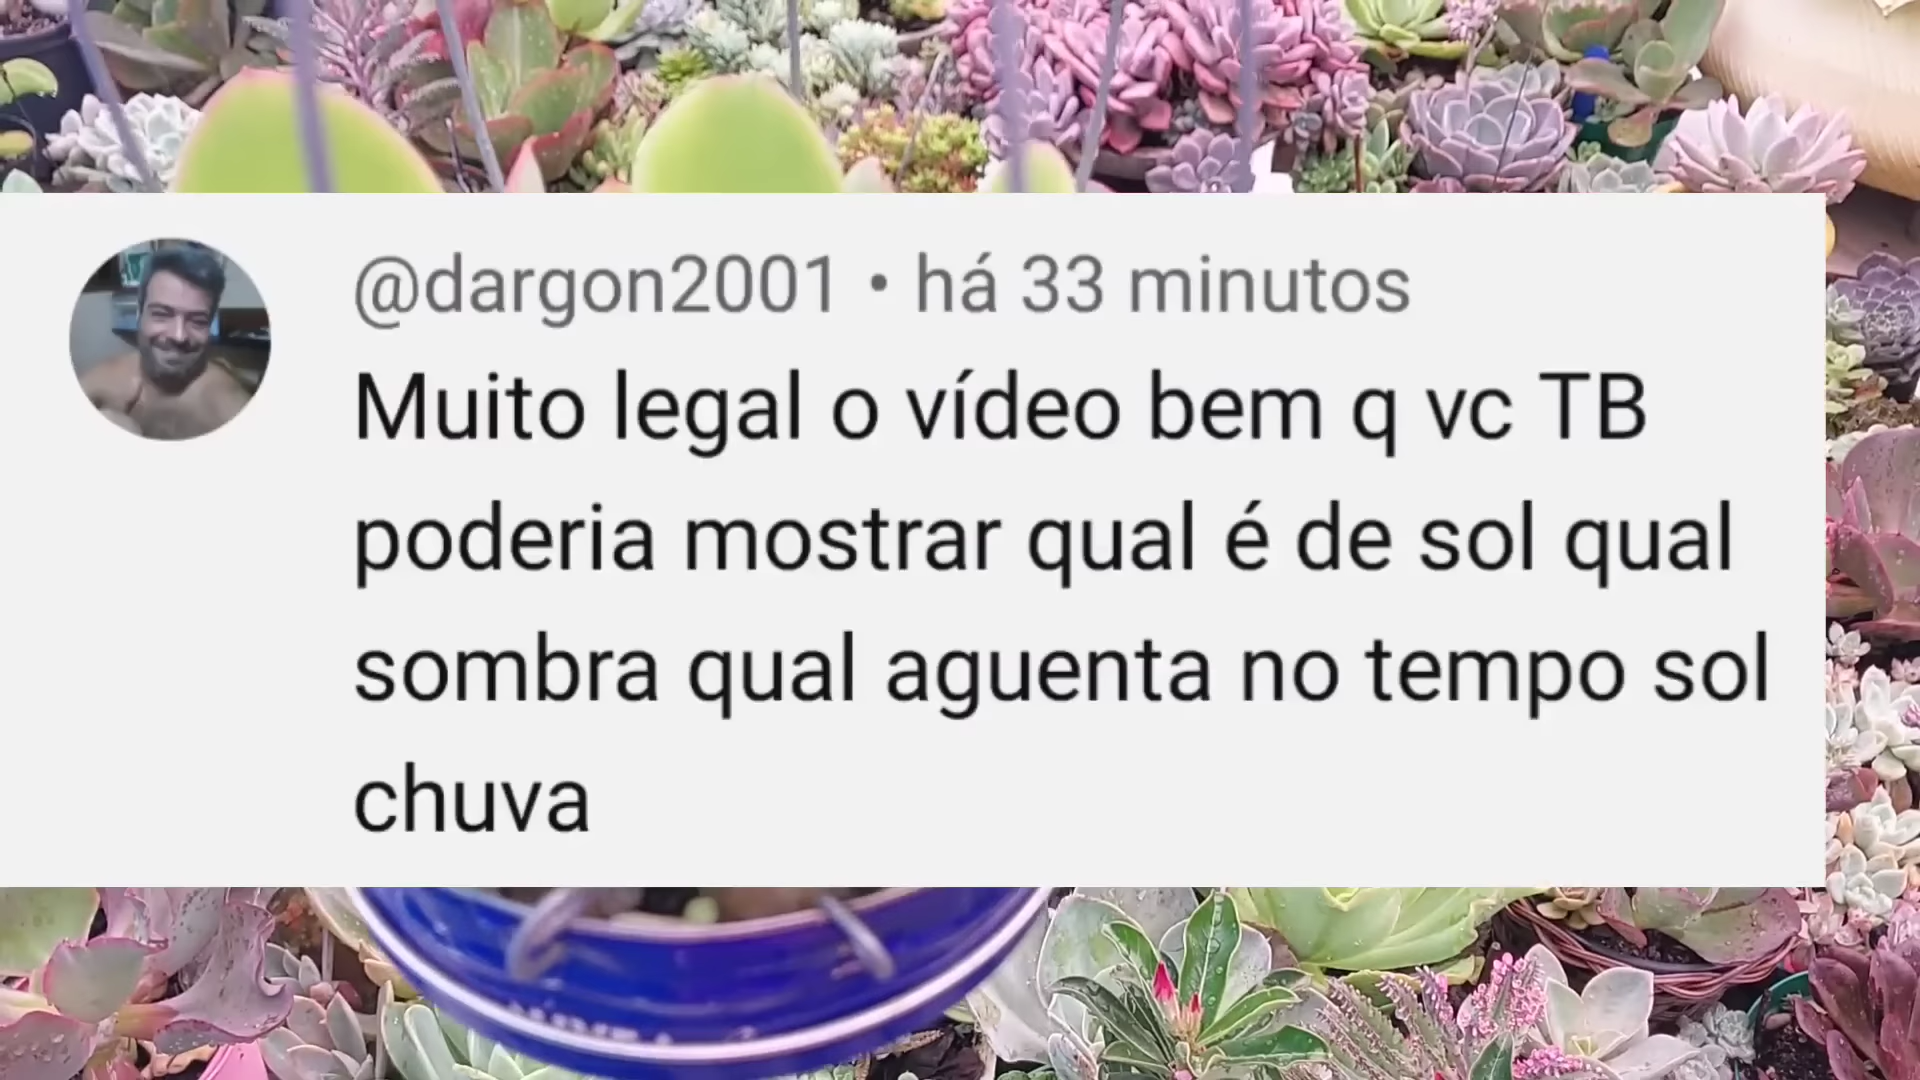 @dargon2001 • há 33 minutos
Muito legal o vídeo bem q vc TB
poderia mostrar qual é de sol qual
sombra qual aguenta no tempo sol
chuva